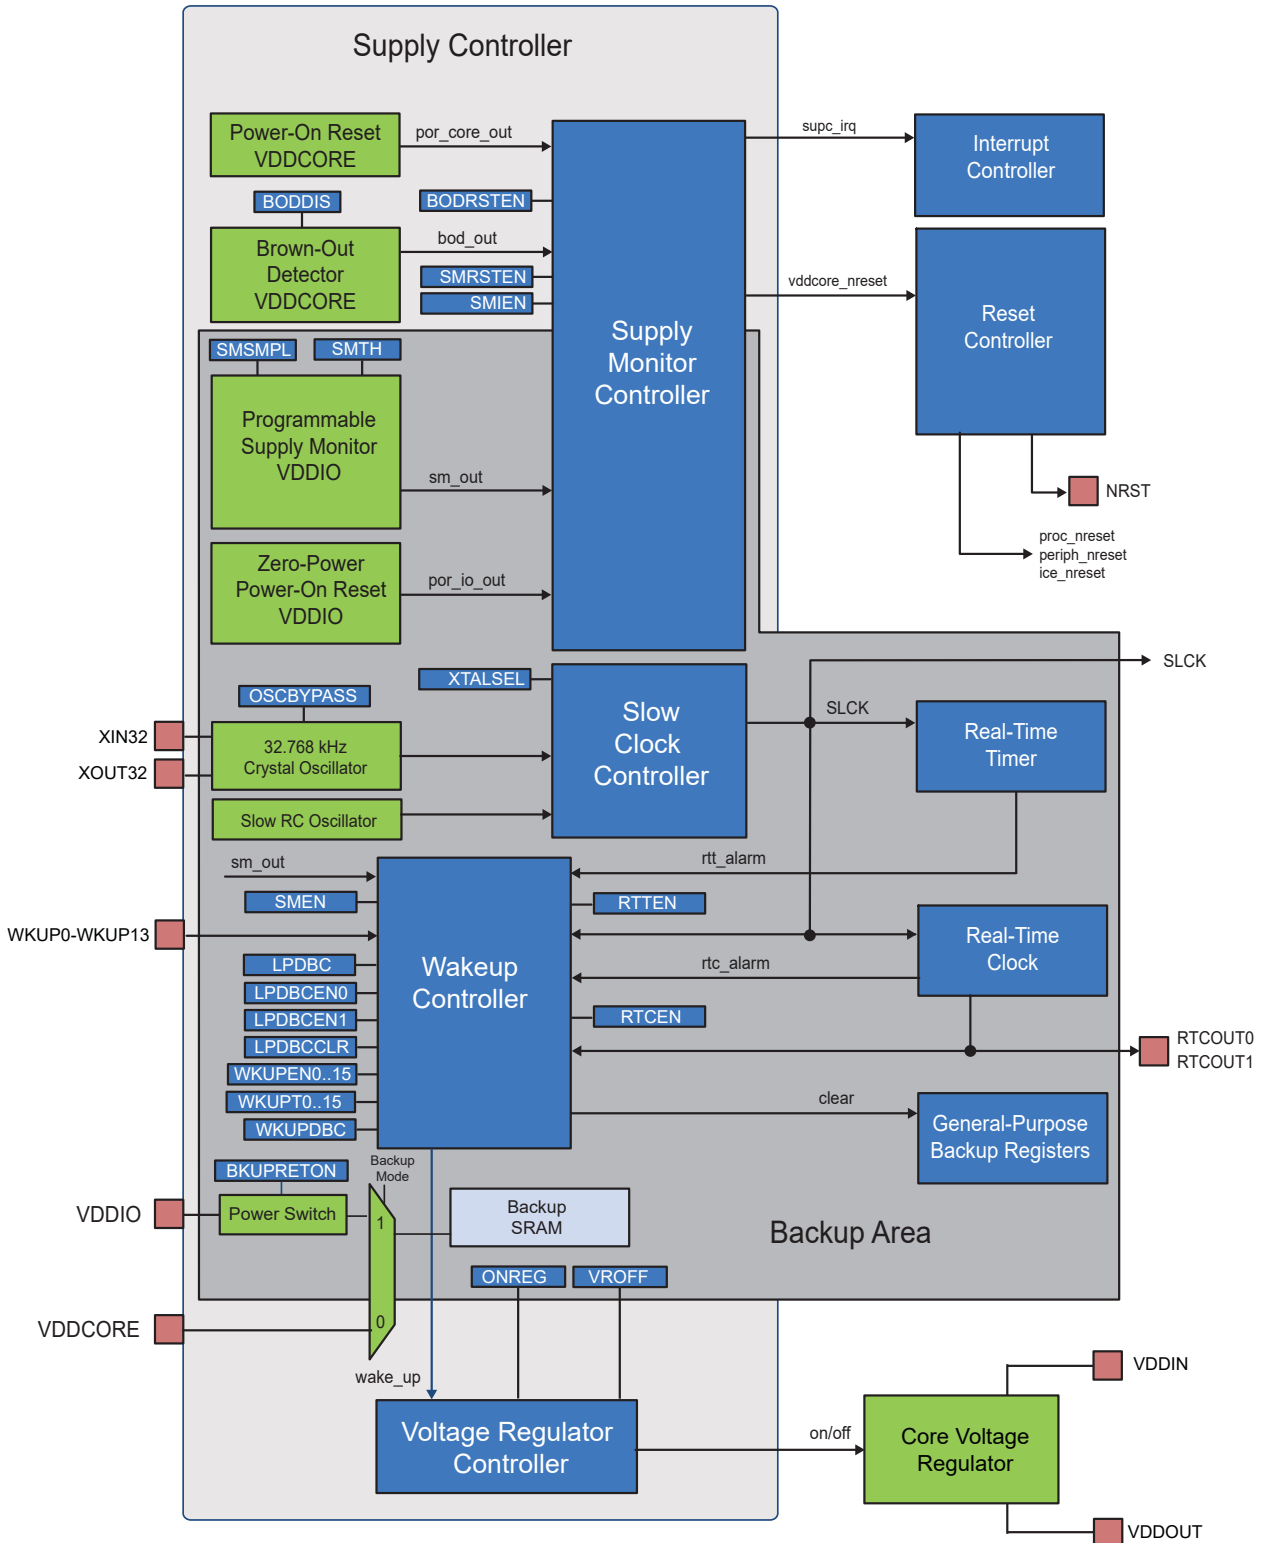 Supply Controller
Power-On Reset
VDDCORE
por_core_out
supc_irq
Interrupt
Controller
BODDIS
BODRSTEN
Brown-Out
Detector
VDDCORE
bod_out
SMRSTEN
SMIEN
vddcore_nreset
Reset
Controller
Supply
Monitor
Controller
SMSMPL
SMTH
Programmable
Supply Monitor
VDDIO
sm_out
NRST
proc_nreset
periph_nreset
ice_nreset
Zero-Power
Power-On Reset
VDDIO
por_io_out
SLCK
XTALSEL
OSCBYPASS
Slow
Clock
Controller
SLCK
Real-Time
Timer
XIN32
XOUT32
32.768 kHz
Crystal Oscillator
Slow RC Oscillator
sm_out
rtt_alarm
SMEN
RTTEN
WKUP0-WKUP13
Wakeup
Controller
Real-Time
Clock
LPDBC
rtc_alarm
LPDBCEN0
LPDBCEN1
RTCEN
LPDBCCLR
RTCOUT0
RTCOUT1
WKUPEN0..15
WKUPT0..15
clear
WKUPDBC
General-Purpose
Backup Registers
BKUPRETON
Backup
Mode
VDDIO
Power Switch
1
Backup
SRAM
Backup Area
ONREG
VROFF
VDDCORE
0
wake_up
VDDIN
Voltage Regulator
Controller
on/off
Core Voltage
Regulator
VDDOUT